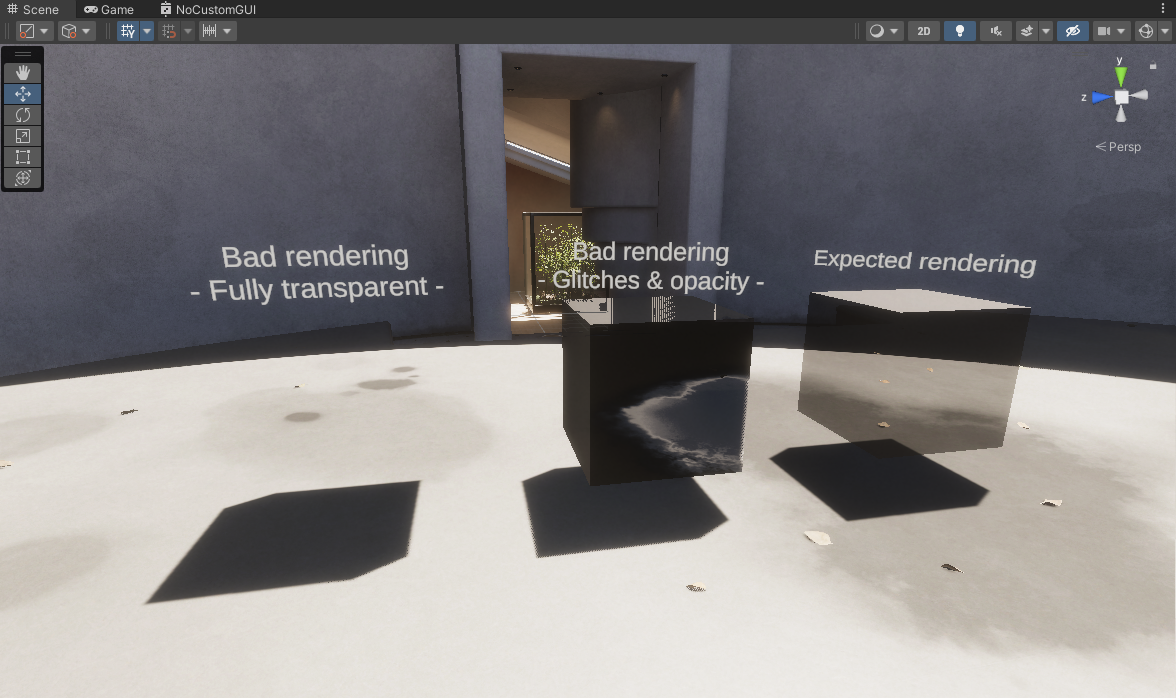 Scene
Game
NoCustomGUI
2D
y
z
Persp
Bad rendering
- Fully transparent -
Bad rendering
- Glitches & opacity -
Expected rendering